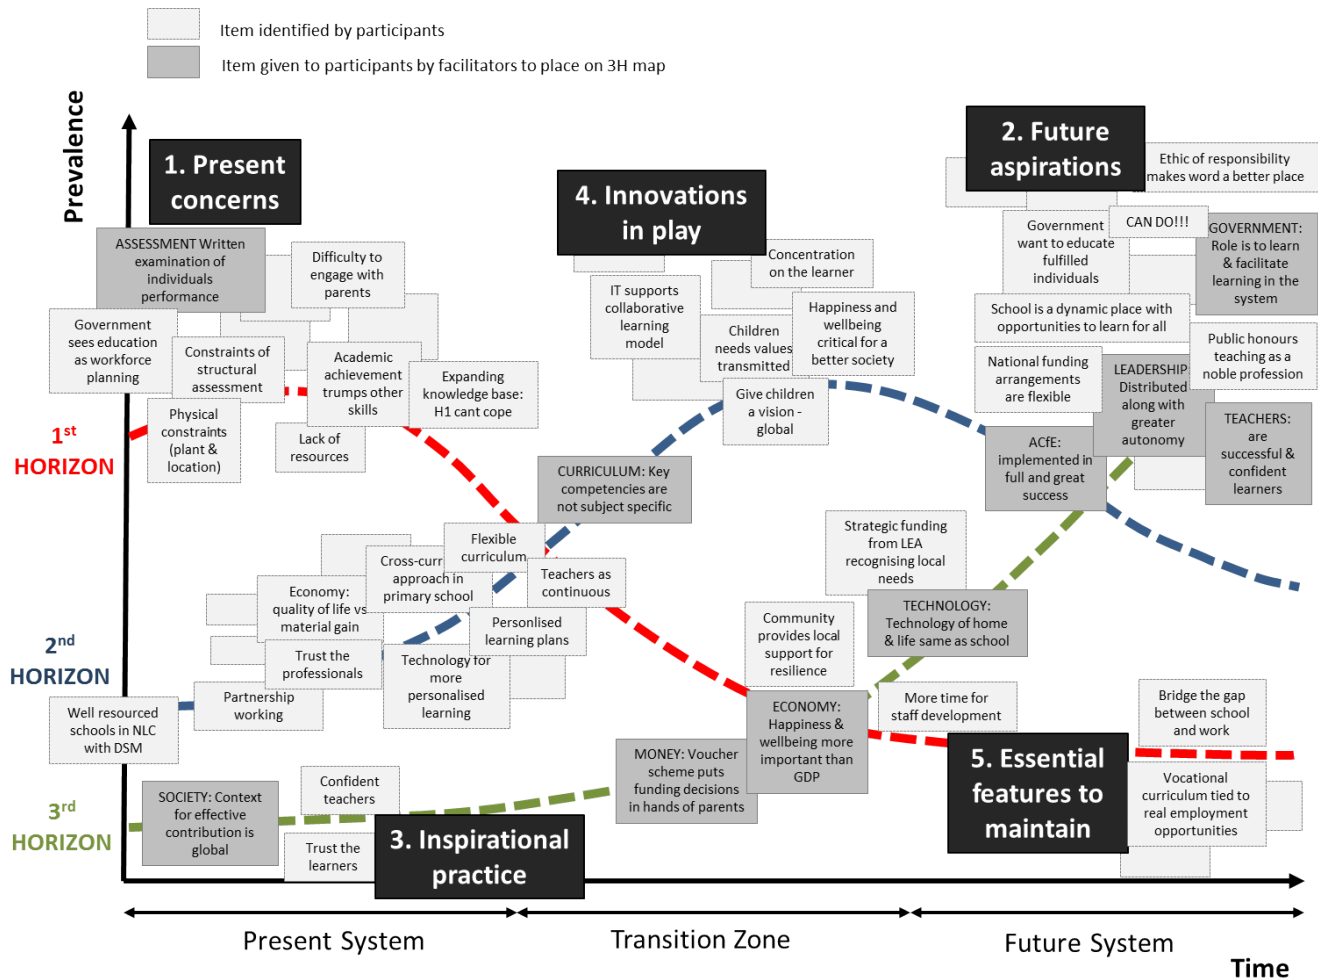 Item identified by participants
Item given to participants by facilitators to place on 3H map
Prevalence
1. Present
concerns
2. Future
aspirations
4. Innovations
in play
Ethic of responsibility
makes word a better place
CAN DO!!!
Government
want to educate
fulfilled
individuals
GOVERNMENT:
Role is to learn
& facilitate
learning in the
system
ASSESSMENT Written
examination of
individuals
performance
Difficulty to
engage with
parents
Concentration
on the learner
IT supports
collaborative
learning
model
Happiness and
wellbeing
critical for a
better society
School is a dynamic place with
opportunities to learn for all
Government
sees education
as workforce
planning
Constraints of
structural
assessment
Academic
achievement
trumps other
skills
Expanding
knowledge base:
H1 cant cope
Children
needs values
transmitted
Give children
a vision -
global
National funding
arrangements
are flexible
LEADERSHIP:
Distributed
along with
greater
autonomy
Public honours
teaching as a
noble profession
TEACHERS:
are
successful &
confident
learners
1st
HORIZON
Physical
constraints
(plant &
location)
Lack of
resources
CURRICULUM: Key
competencies are
not subject specific
ACfE:
implemented in
full and great
success
Strategic funding
from LEA
recognising local
needs
Flexible
curriculum
Cross-curr
approach in
primary school
Teachers as
continuous
Economy:
quality of life vs
material gain
Personlised
learning plans
TECHNOLOGY:
Technology of home
& life same as school
Community
provides local
support for
resilience
2nd
HORIZON
Trust the
professionals
Technology for
more
personalised
learning
Partnership
working
Well resourced
schools in NLC
with DSM
More time for
staff development
Bridge the gap
between school
and work
ECONOMY:
Happiness &
wellbeing more
important than
GDP
MONEY: Voucher
scheme puts
funding decisions
in hands of parents
5. Essential
features to
maintain
Vocational
curriculum tied to
real employment
opportunities
3rd
HORIZON
SOCIETY: Context
for effective
contribution is
global
Confident
teachers
Trust the
learners
3. Inspirational
practice
Present System
Transition Zone
Future System
Time